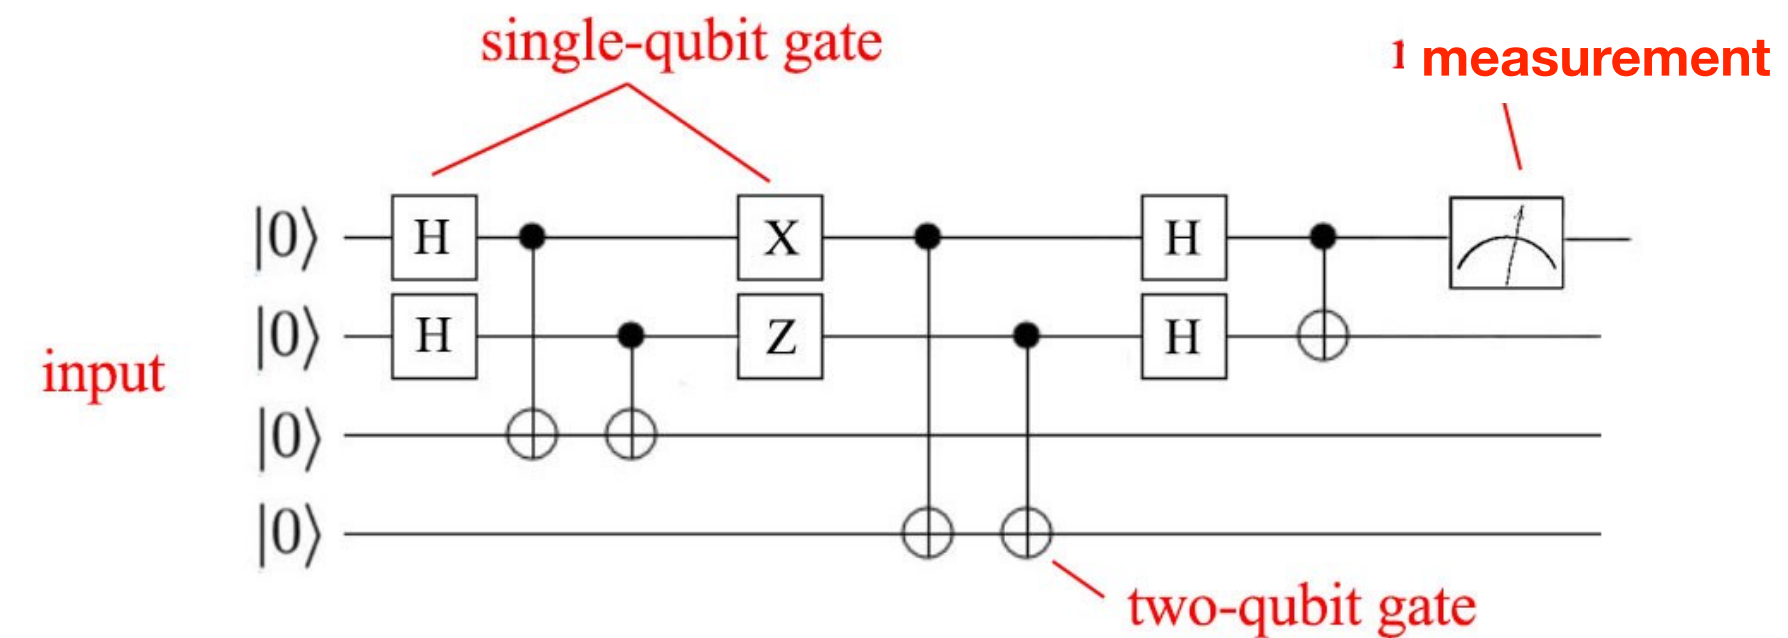 single-qubit gate
1 measurement
|0⟩ H X H
|0⟩ H Z H
input
|0⟩
|0⟩
two-qubit gate